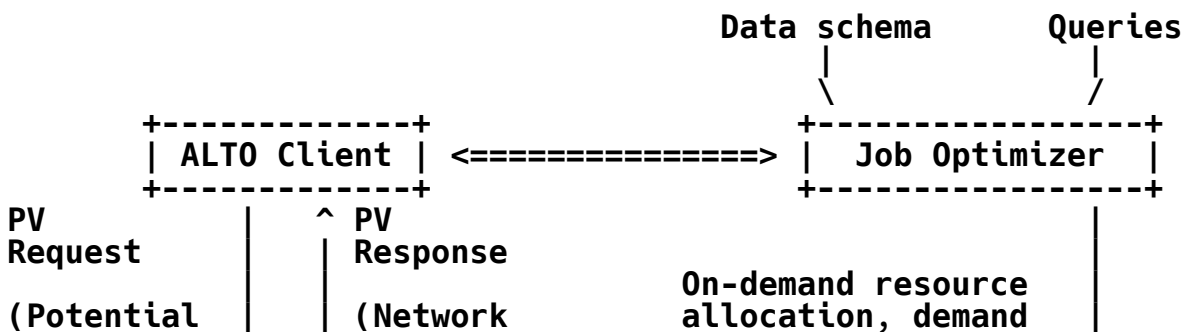 Data schema Queries
ALTO Client <===============> Job Optimizer
PV ^ PV
Request Response
On-demand resource
(Potential (Network allocation, demand